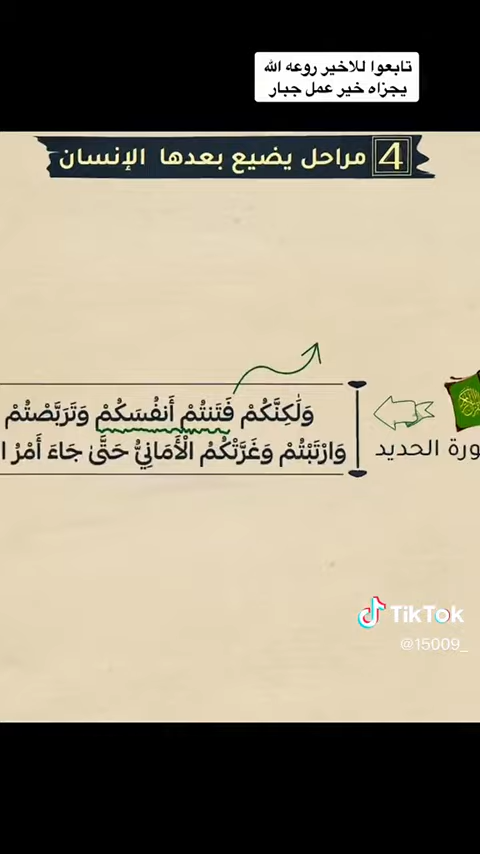 تابعوا للاخير روعه الله
يجزاه خير عمل جبار
4 مراحل يضيع بعدها الإنسان
وَلَٰكِنَّكُمْ فَتَنتُمْ أَنفُسَكُمْ وَتَرَبَّصْتُمْ
وَارْتَبْتُمْ وَغَرَّتْكُمُ الْأَمَانِيُّ حَتَّىٰ جَاءَ أَمْرُ
ورة الحديد
TikTok
@15009_